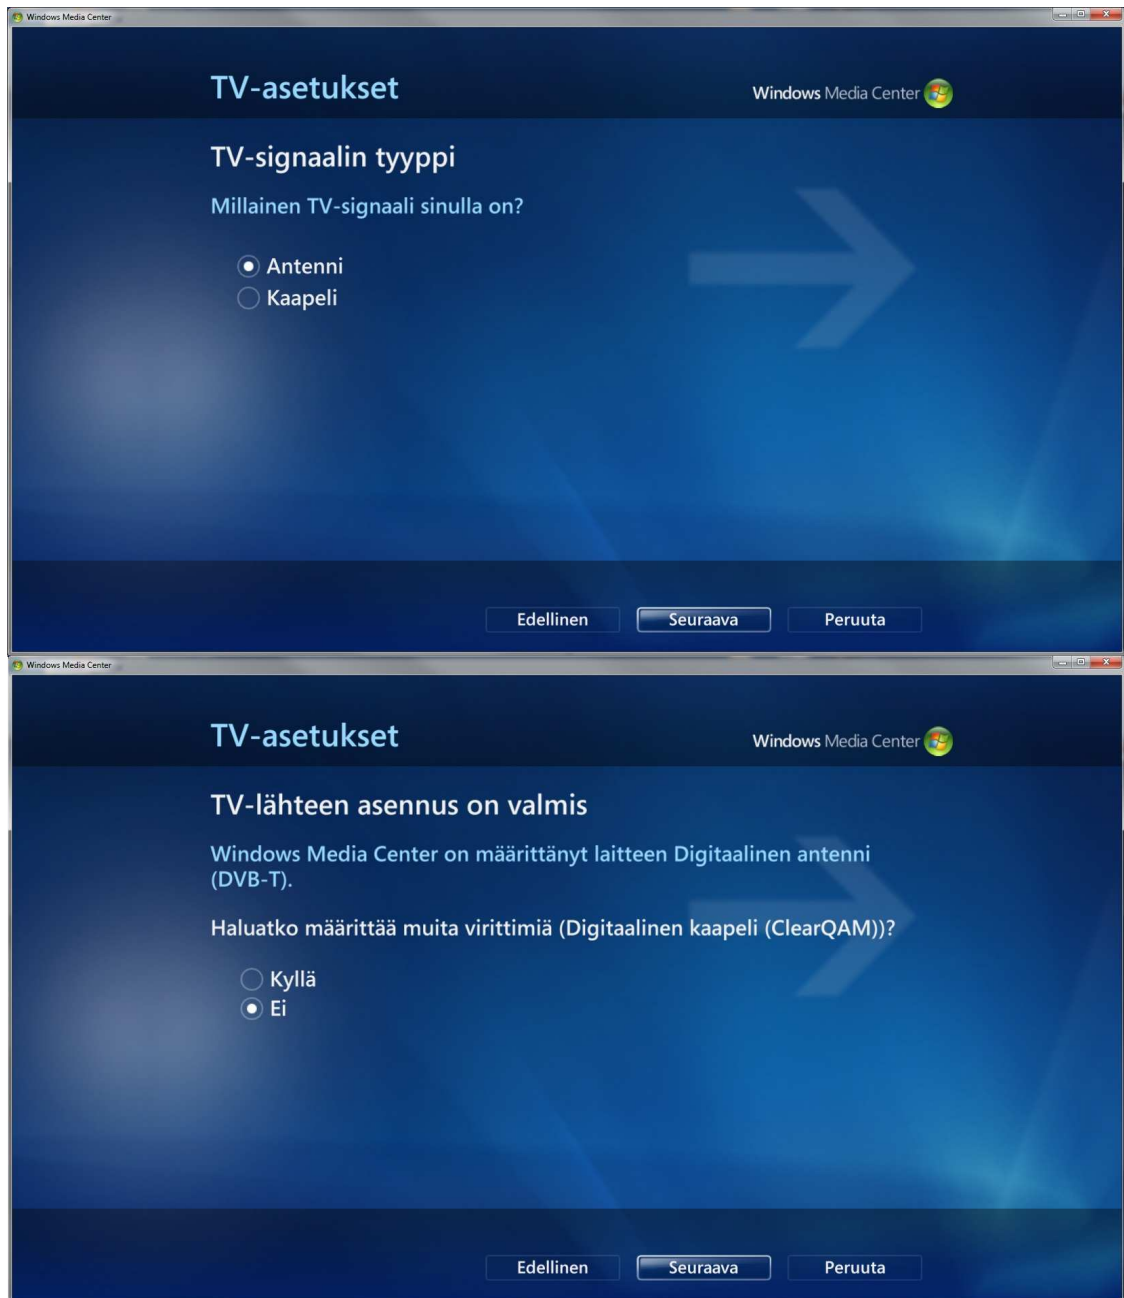 Windows Media Center
TV-asetukset
Windows Media Center
TV-signaalin tyyppi
Millainen TV-signaali sinulla on?
Antenni
Kaapeli
Edellinen
Seuraava
Peruuta
Windows Media Center
TV-asetukset
Windows Media Center
TV-lähteen asennus on valmis
Windows Media Center on määrittänyt laitteen Digitaalinen antenni
(DVB-T).
Haluatko määrittää muita virittimiä (Digitaalinen kaapeli (ClearQAM))?
Kyllä
Ei
Edellinen
Seuraava
Peruuta